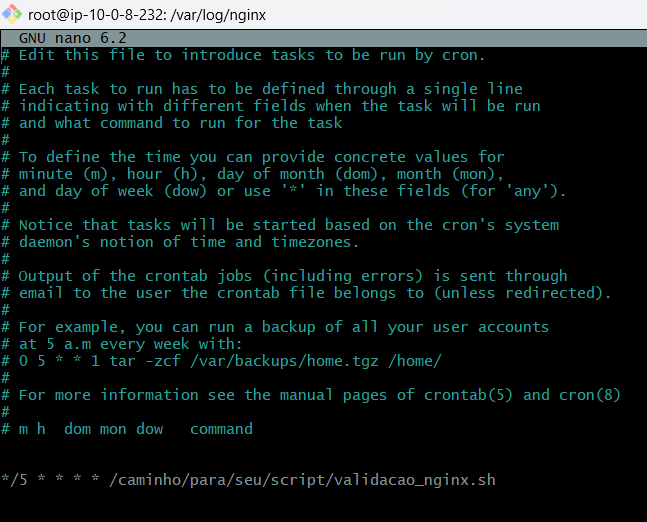 root@ip-10-0-8-232: /var/log/nginx
GNU nano 6.2
# Edit this file to introduce tasks to be run by cron.
#
# Each task to run has to be defined through a single line
# indicating with different fields when the task will be run
# and what command to run for the task
#
# To define the time you can provide concrete values for
# minute (m), hour (h), day of month (dom), month (mon),
# and day of week (dow) or use '*' in these fields (for 'any').
#
# Notice that tasks will be started based on the cron's system
# daemon's notion of time and timezones.
#
# Output of the crontab jobs (including errors) is sent through
# email to the user the crontab file belongs to (unless redirected).
#
# For example, you can run a backup of all your user accounts
# at 5 a.m every week with:
# 0 5 * * 1 tar -zcf /var/backups/home.tgz /home/
#
# For more information see the manual pages of crontab(5) and cron(8)
#
# m h  dom mon dow   command
*/5 * * * * /caminho/para/seu/script/validacao_nginx.sh